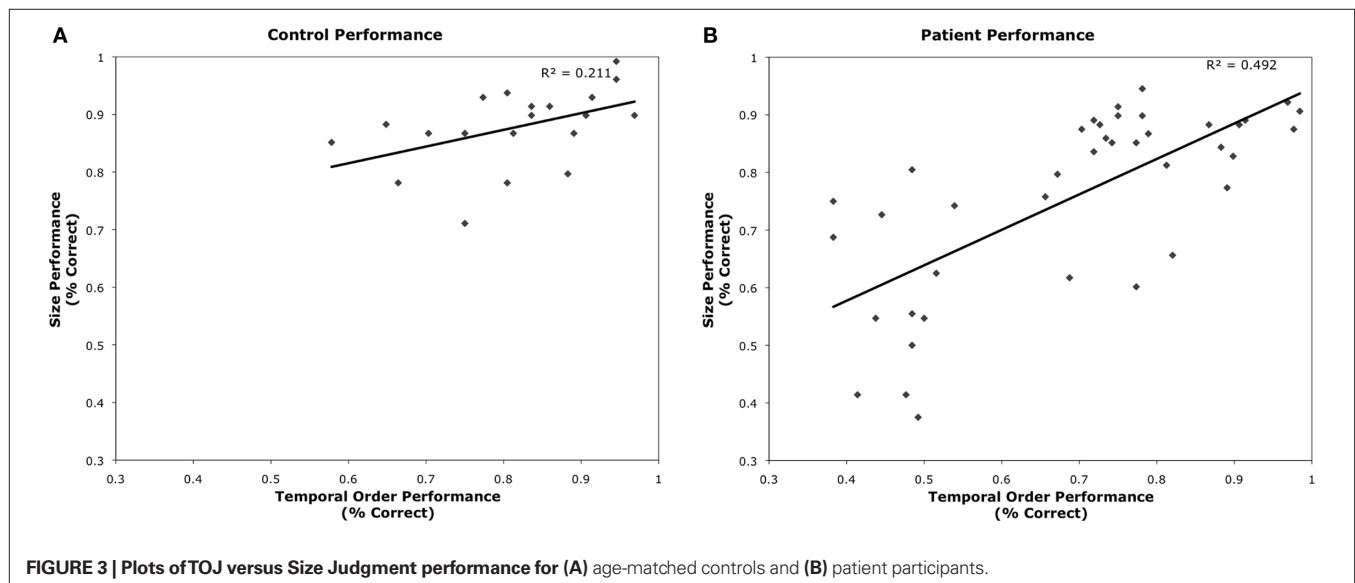 A
Control Performance
R² = 0.211
1
0.9
0.8
0.7
0.6
0.5
0.4
0.3
Size Performance
(% Correct)
0.3 0.4 0.5 0.6 0.7 0.8 0.9 1
Temporal Order Performance
(% Correct)
B
Patient Performance
R² = 0.492
1
0.9
0.8
0.7
0.6
0.5
0.4
0.3
Size Performance
(% Correct)
0.3 0.4 0.5 0.6 0.7 0.8 0.9 1
Temporal Order Performance
(% Correct)
FIGURE 3 | Plots of TOJ versus Size Judgment performance for (A) age-matched controls and (B) patient participants.